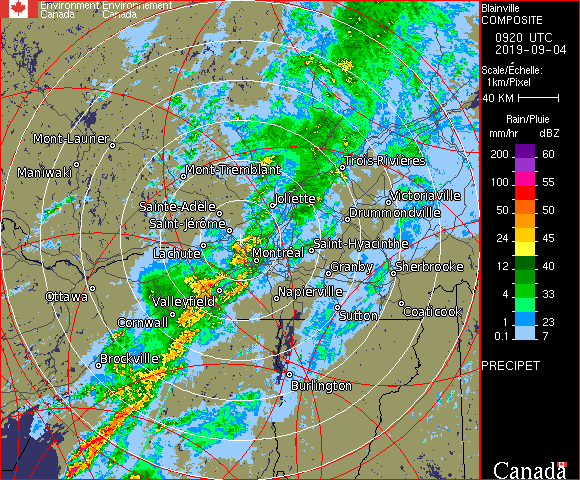 Environment Environnement
Canada Canada
Blainville
COMPOSITE
0920 UTC
2019-09-04
Scale/Échelle:
1km/Pixel
40 KM
Rain/Pluie
mm/hr dBZ
200 60
100 55
50 50
24 45
12 40
4 33
1 23
0.1 7
PRECIPET
Canada
Mont-Laurier
Maniwaki
Mont-Tremblant
Trois-Rivières
Joliette
Victoriaville
Sainte-Adele
Drummondville
Saint-Jérôme
Lachute
Montréal
Saint-Hyacinthe
Granby
Sherbrooke
Ottawa
Valleyfield
Napierville
Cornwall
Sutton
Coaticook
Brockville
Burlington